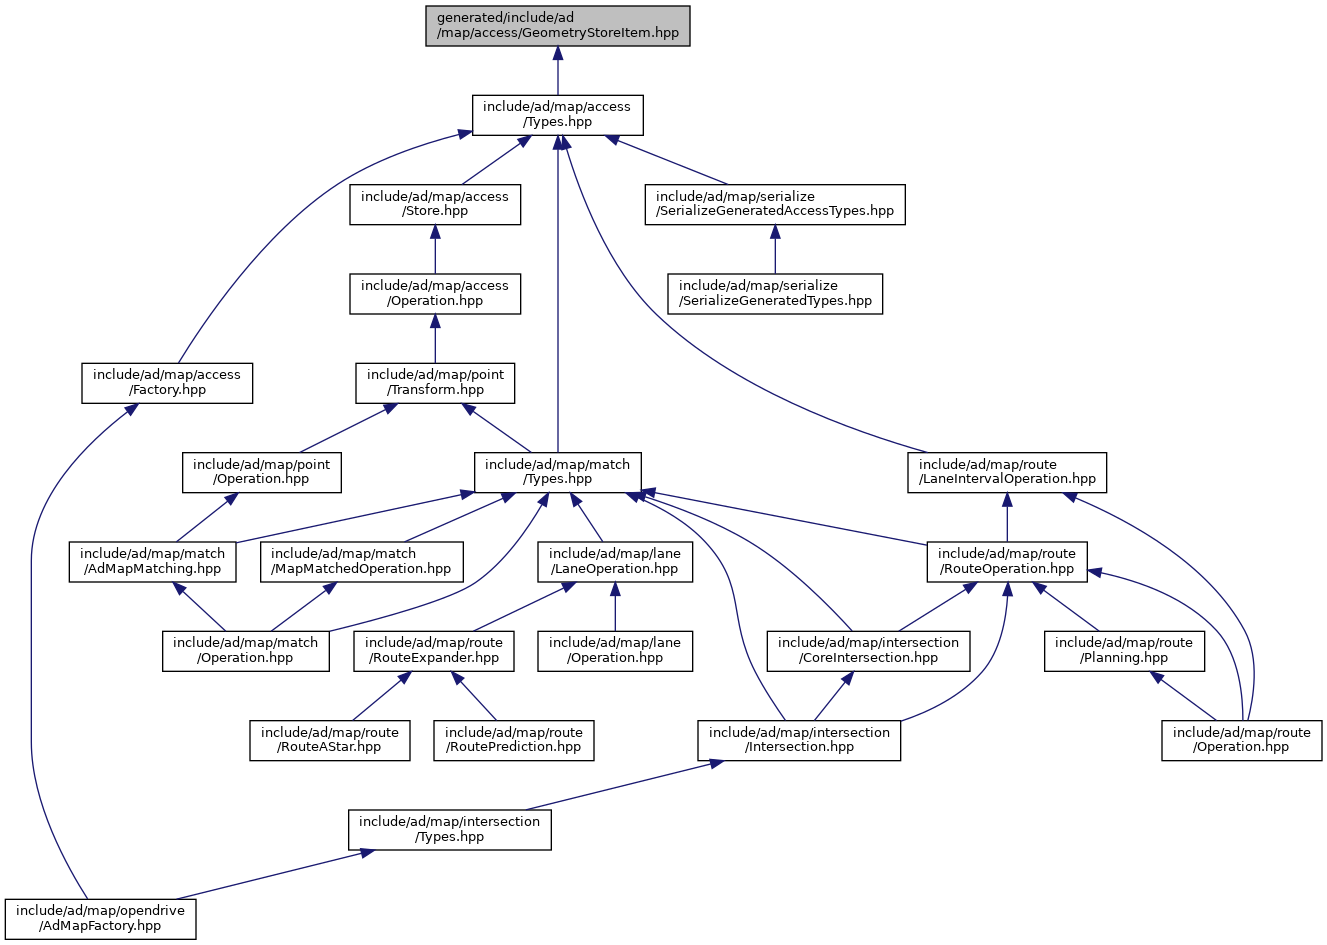 generated/include/ad
/map/access/GeometryStoreItem.hpp
include/ad/map/access
/Types.hpp
include/ad/map/access
/Store.hpp
include/ad/map/serialize
/SerializeGeneratedAccessTypes.hpp
include/ad/map/access
/Operation.hpp
include/ad/map/serialize
/SerializeGeneratedTypes.hpp
include/ad/map/access
/Factory.hpp
include/ad/map/point
/Transform.hpp
include/ad/map/point
/Operation.hpp
include/ad/map/match
/Types.hpp
include/ad/map/route
/LaneIntervalOperation.hpp
include/ad/map/match
/AdMapMatching.hpp
include/ad/map/match
/MapMatchedOperation.hpp
include/ad/map/lane
/LaneOperation.hpp
include/ad/map/route
/RouteOperation.hpp
include/ad/map/match
/Operation.hpp
include/ad/map/route
/RouteExpander.hpp
include/ad/map/lane
/Operation.hpp
include/ad/map/intersection
/CoreIntersection.hpp
include/ad/map/route
/Planning.hpp
include/ad/map/route
/RouteAStar.hpp
include/ad/map/route
/RoutePrediction.hpp
include/ad/map/intersection
/Intersection.hpp
include/ad/map/route
/Operation.hpp
include/ad/map/intersection
/Types.hpp
include/ad/map/opendrive
/AdMapFactory.hpp